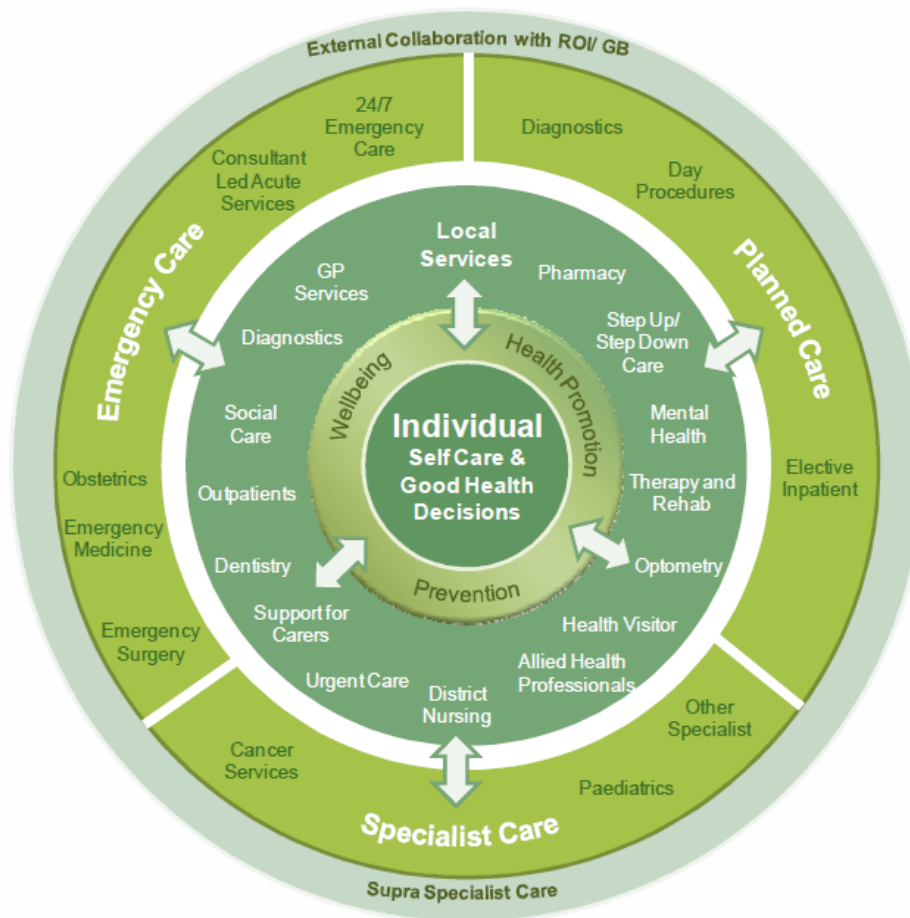 External Collaboration with ROI/ GB
24/7
Emergency
Care
Consultant
Led Acute
Services
Emergency Care
Obstetrics
Emergency
Medicine
Emergency
Surgery
Diagnostics
Day
Procedures
Planned Care
Elective
Inpatient
Other
Specialist
Paediatrics
Cancer
Services
Specialist Care
Supra Specialist Care
Local
Services
GP
Services
Diagnostics
Social
Care
Outpatients
Dentistry
Support for
Carers
Urgent Care
District
Nursing
Pharmacy
Step Up/
Step Down
Care
Mental
Health
Therapy and
Rehab
Optometry
Health Visitor
Allied Health
Professionals
Wellbeing
Health Promotion
Prevention
Individual
Self Care &
Good Health
Decisions